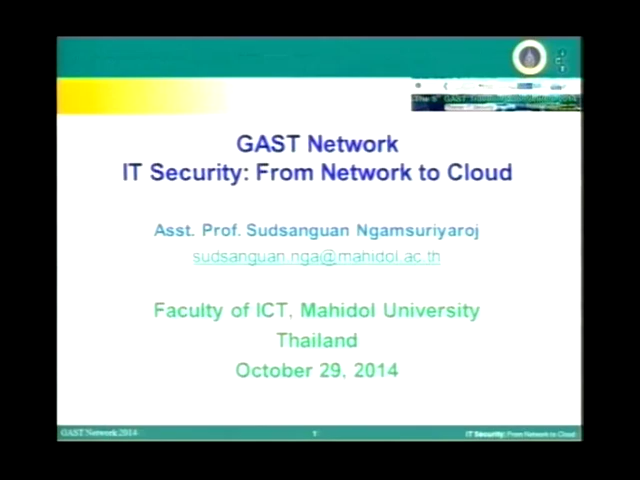 GAST Network
IT Security: From Network to Cloud
Asst. Prof. Sudsanguan Ngamsuriyaroj
sudsanguan.nga@mahidol.ac.th
Faculty of ICT, Mahidol University
Thailand
October 29, 2014
GAST Network 2014
1
IT Security: From Network to Cloud